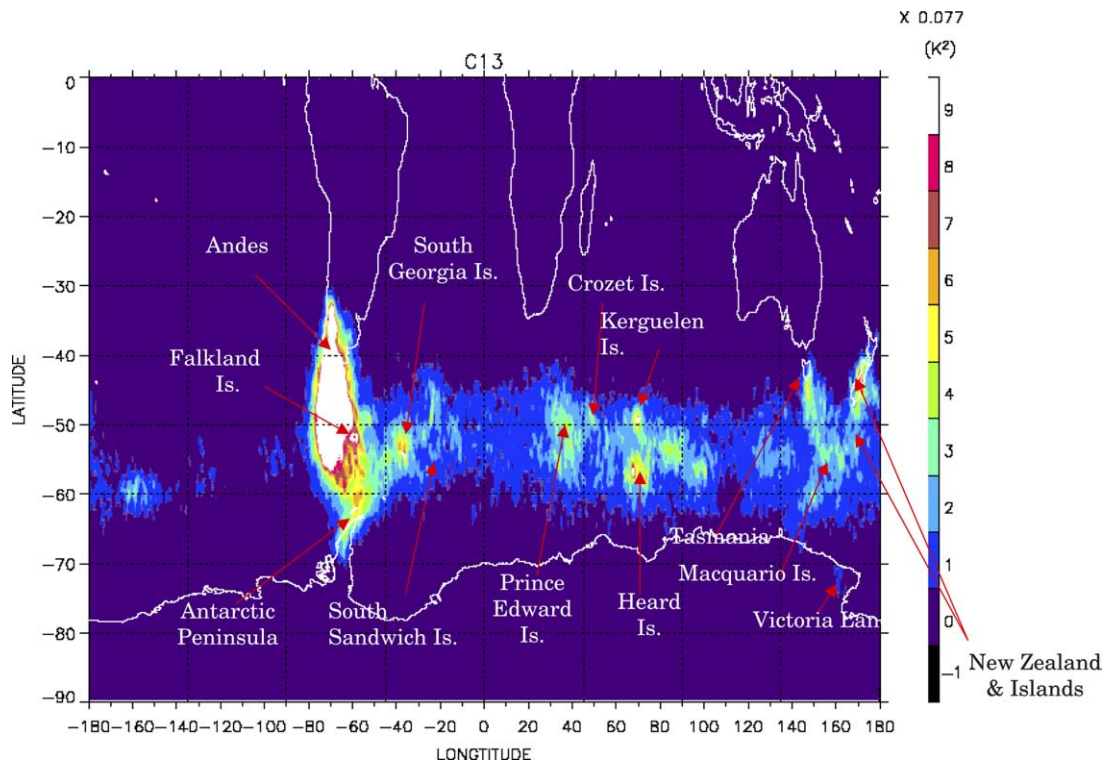 X 0.077
(K²)
C13
0
−10
−20
−30
−40
−50
−60
−70
−80
−90
LATITUDE
−180−160−140−120−100 −80 −60 −40 −20 0 20 40 60 80 100 120 140 160 180
LONGTITUDE
9
8
7
6
5
4
3
2
1
0
−1
Andes
South
Georgia Is.
Crozet Is.
Kerguelen
Is.
Falkland
Is.
Tasmania
Macquario Is.
Victoria Lan
Antarctic
Peninsula
South
Sandwich Is.
Prince
Edward
Is.
Heard
Is.
New Zealand
& Islands